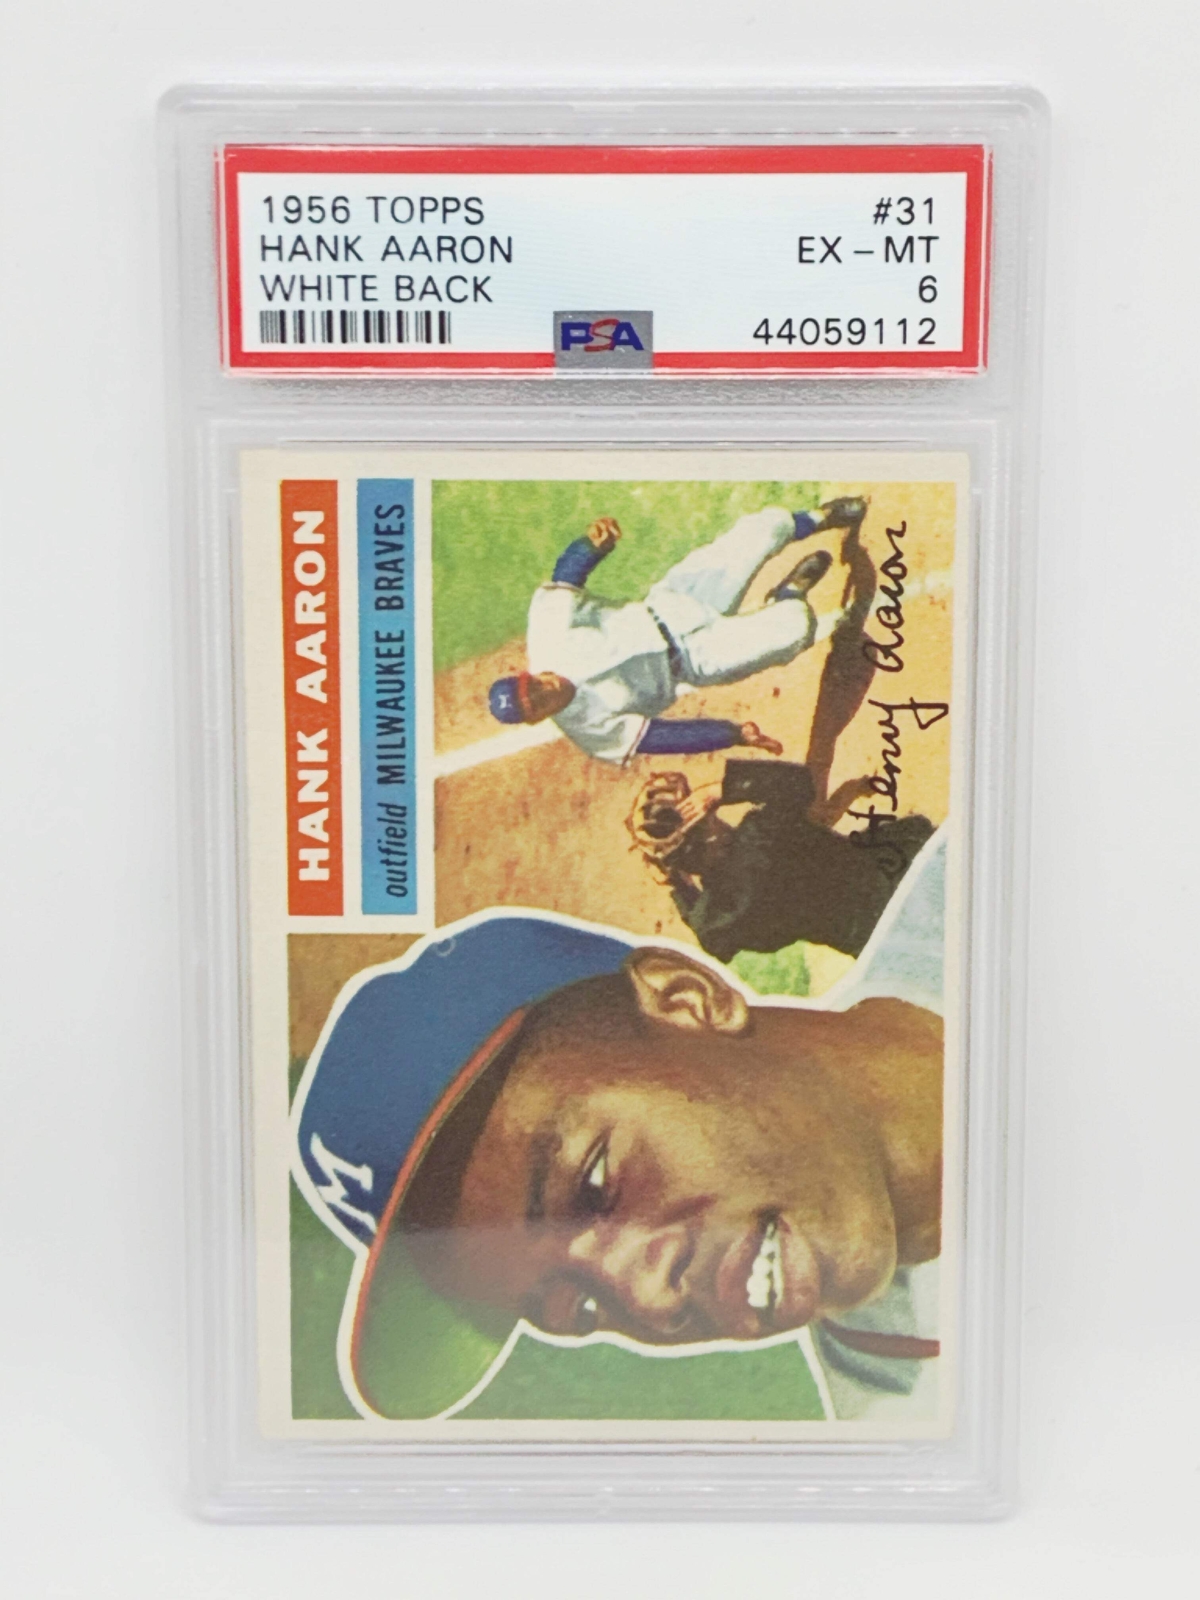 1956 TOPPS #31
HANK AARON EX - MT
WHITE BACK 6
PSA 44059112
HANK AARON
outfield MILWAUKEE BRAVES
Henry Aaron
M
M